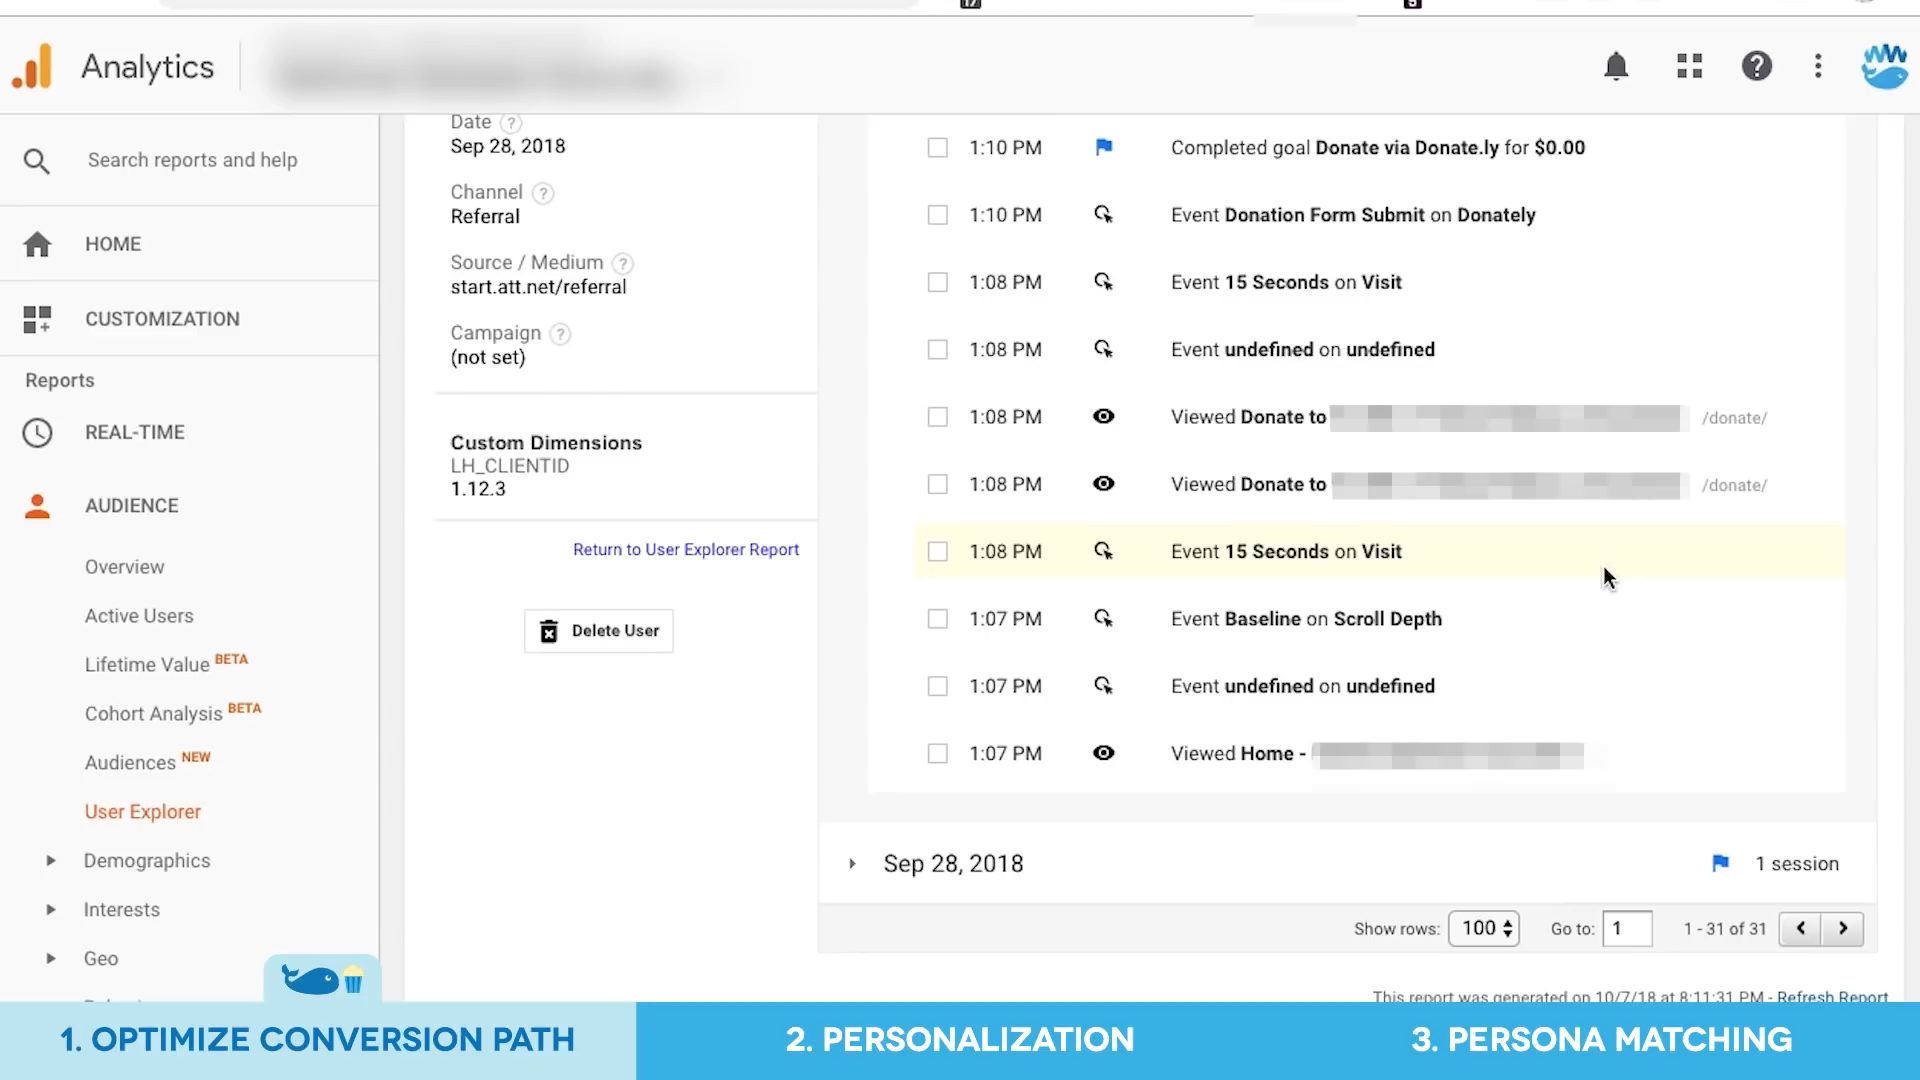 Analytics
Search reports and help
HOME
CUSTOMIZATION
Reports
REAL-TIME
AUDIENCE
Overview
Active Users
Lifetime Value BETA
Cohort Analysis BETA
Audiences NEW
User Explorer
Demographics
Interests
Geo
Date
Sep 28, 2018
Channel
Referral
Source / Medium
start.att.net/referral
Campaign
(not set)
Custom Dimensions
LH_CLIENTID
1.12.3
Return to User Explorer Report
Delete User
1:10 PM Completed goal Donate via Donate.ly for $0.00
1:10 PM Event Donation Form Submit on Donately
1:08 PM Event 15 Seconds on Visit
1:08 PM Event undefined on undefined
1:08 PM Viewed Donate to /donate/
1:08 PM Viewed Donate to /donate/
1:08 PM Event 15 Seconds on Visit
1:07 PM Event Baseline on Scroll Depth
1:07 PM Event undefined on undefined
1:07 PM Viewed Home -
Sep 28, 2018 1 session
Show rows: 100 Go to: 1 1 - 31 of 31
This report was generated on 10/7/18 at 8:11:31 PM - Refresh Report
1. OPTIMIZE CONVERSION PATH
2. PERSONALIZATION
3. PERSONA MATCHING